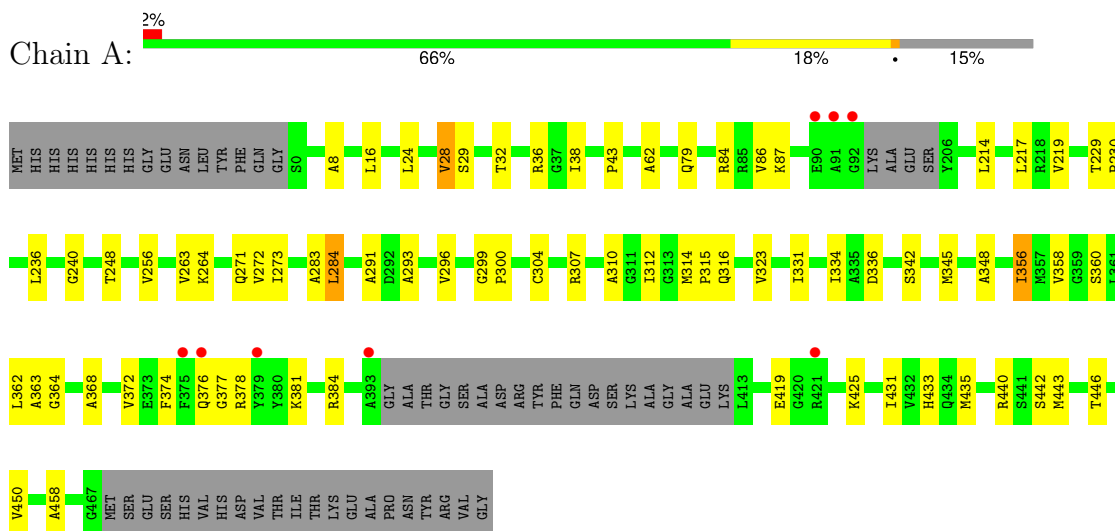 2%
Chain A:
66% 18% • 15%
MET HIS HIS HIS HIS HIS HIS GLY GLU ASN LEU TYR PHE GLN GLY S0 A8 L16 L24 V28 S29 T32 R36 G37 I38 P43 A62 Q79 R84 R85 V86 K87 E90 A91 G92 LYS ALA GLU SER Y206 L214 L217 R218 V219 T229 R230
L236 G240 T248 V256 V263 K264 Q271 V272 I273 A283 L284 A291 D292 A293 V296 G299 P300 C304 R307 A310 G311 I312 G313 M314 P315 Q316 V323 I331 I334 A335 D336 S342 M345 A348 I356 M357 V358 G359 S360 L361
L362 A363 G364 A368 V372 E373 F374 F375 Q376 G377 R378 Y379 Y380 K381 R384 A393 GLY ALA THR GLY SER ALA ASP ARG TYR PHE GLN ASP SER LYS ALA GLY ALA GLU LYS L413 E419 G420 R421 K425 I431 V432 H433 Q434 M435 R440 S441 S442 M443 T446
V450 A458 G467 MET SER GLU SER HIS VAL HIS ASP VAL THR ILE THR LYS GLU ALA PRO ASN TYR ARG VAL GLY